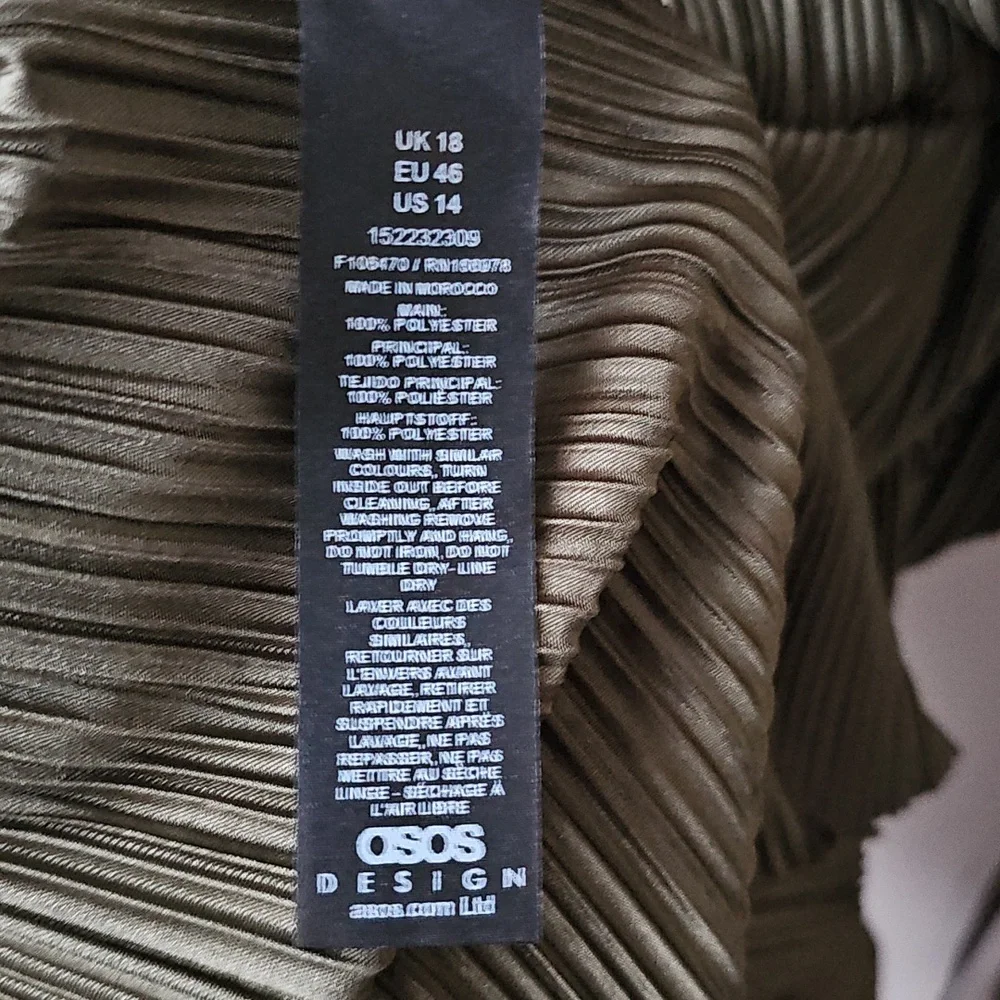 UK 18
EU 46
US 14
152232309
MADE IN MOROCCO
MAIN:
100% POLYESTER
PRINCIPAL:
100% POLYESTER
TEJIDO PRINCIPAL:
100% POLIÉSTER
HAUPTSTOFF:
100% POLYESTER
WASH WITH SIMILAR
COLOURS, TURN
INSIDE OUT BEFORE
CLEANING, AFTER
WASHING REMOVE
PROMPTLY AND HANG,
DO NOT IRON, DO NOT
TUMBLE DRY- LINE
DRY
LAVER AVEC DES
COULEURS
SIMILAIRES,
RETOURNER SUR
L'ENVERS AVANT
LAVAGE, RETIRER
RAPIDEMENT ET
SUSPENDRE APRÈS
LAVAGE, NE PAS
REPASSER, NE PAS
METTRE AU SÈCHE
LINGE - SÉCHAGE À
L'AIR LIBRE
asos
DESIGN
asos.com Ltd